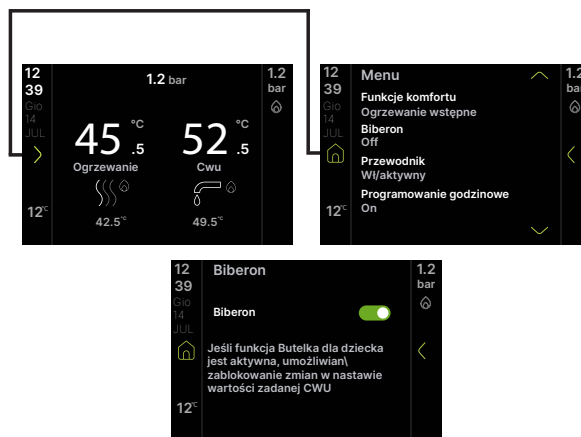 12
39
Gio
14
JUL
12°C
1.2 bar
45.5 °C
Ogrzewanie
42.5°C
52.5 °C
Cwu
49.5°C
1.2
bar
12
39
Gio
14
JUL
12°C
Menu
Funkcje komfortu
Ogrzewanie wstępne
Biberon
Off
Przewodnik
Wł/aktywny
Programowanie godzinowe
On
1.2
bar
12
39
Gio
14
JUL
12°C
Biberon
Biberon
Jeśli funkcja Butelka dla dziecka
jest aktywna, umożliwian\
zablokowanie zmian w nastawie
wartości zadanej CWU
1.2
bar